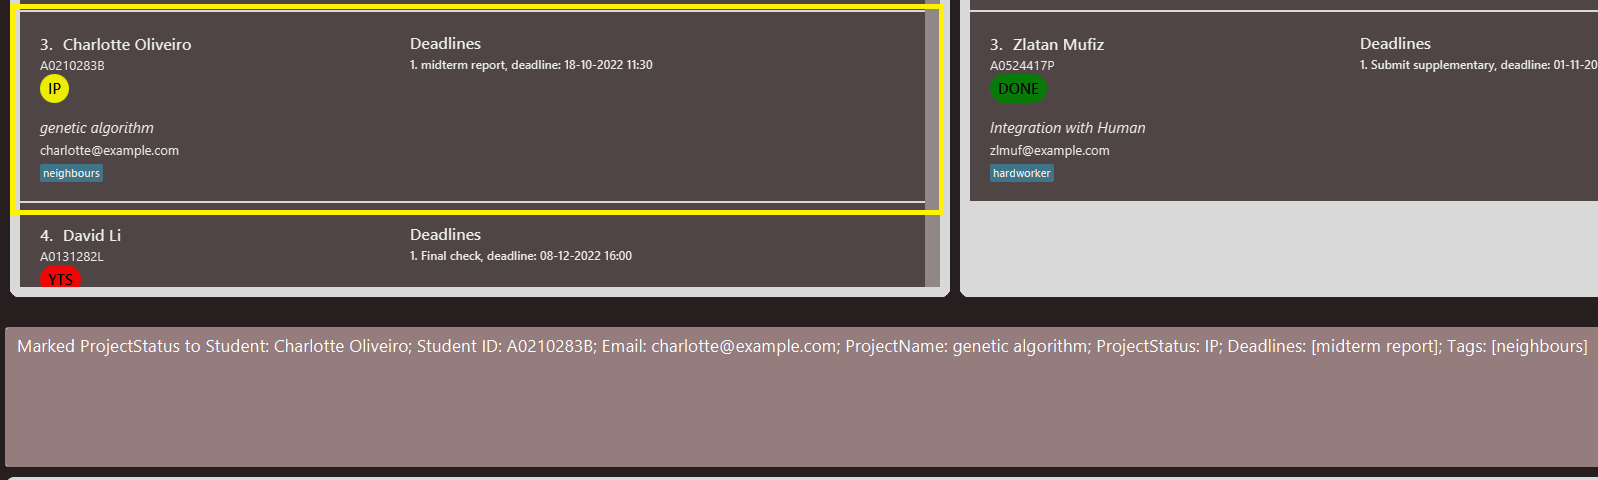 3. Charlotte Oliveiro
A0210283B
IP
genetic algorithm
charlotte@example.com
neighbours
Deadlines
1. midterm report, deadline: 18-10-2022 11:30
4. David Li
A0131282L
YTS
Deadlines
1. Final check, deadline: 08-12-2022 16:00
3. Zlatan Mufiz
A0524417P
DONE
Integration with Human
zlmuf@example.com
hardworker
Deadlines
1. Submit supplementary, deadline: 01-11-20
Marked ProjectStatus to Student: Charlotte Oliveiro; Student ID: A0210283B; Email: charlotte@example.com; ProjectName: genetic algorithm; ProjectStatus: IP; Deadlines: [midterm report]; Tags: [neighbours]